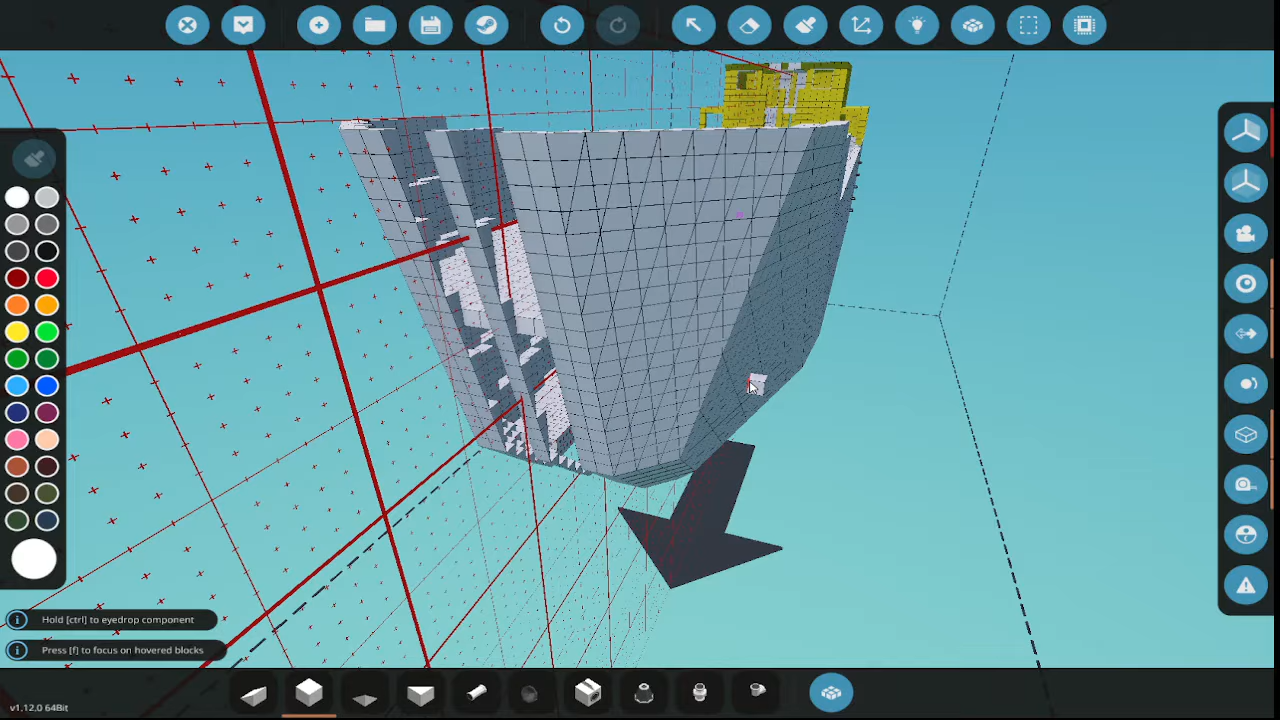 Hold [ctrl] to eyedrop component
Press [f] to focus on hovered blocks
v1.12.0 64Bit